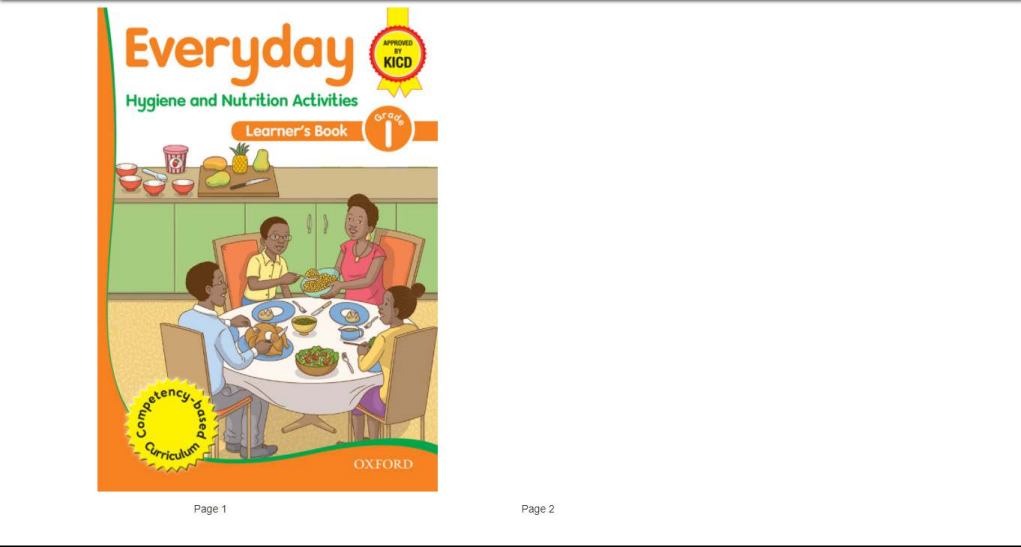 Everyday
APPROVED
BY
KICD
Hygiene and Nutrition Activities
Learner's Book
Grade
1
Competency-based
Curriculum
OXFORD
Page 1
Page 2